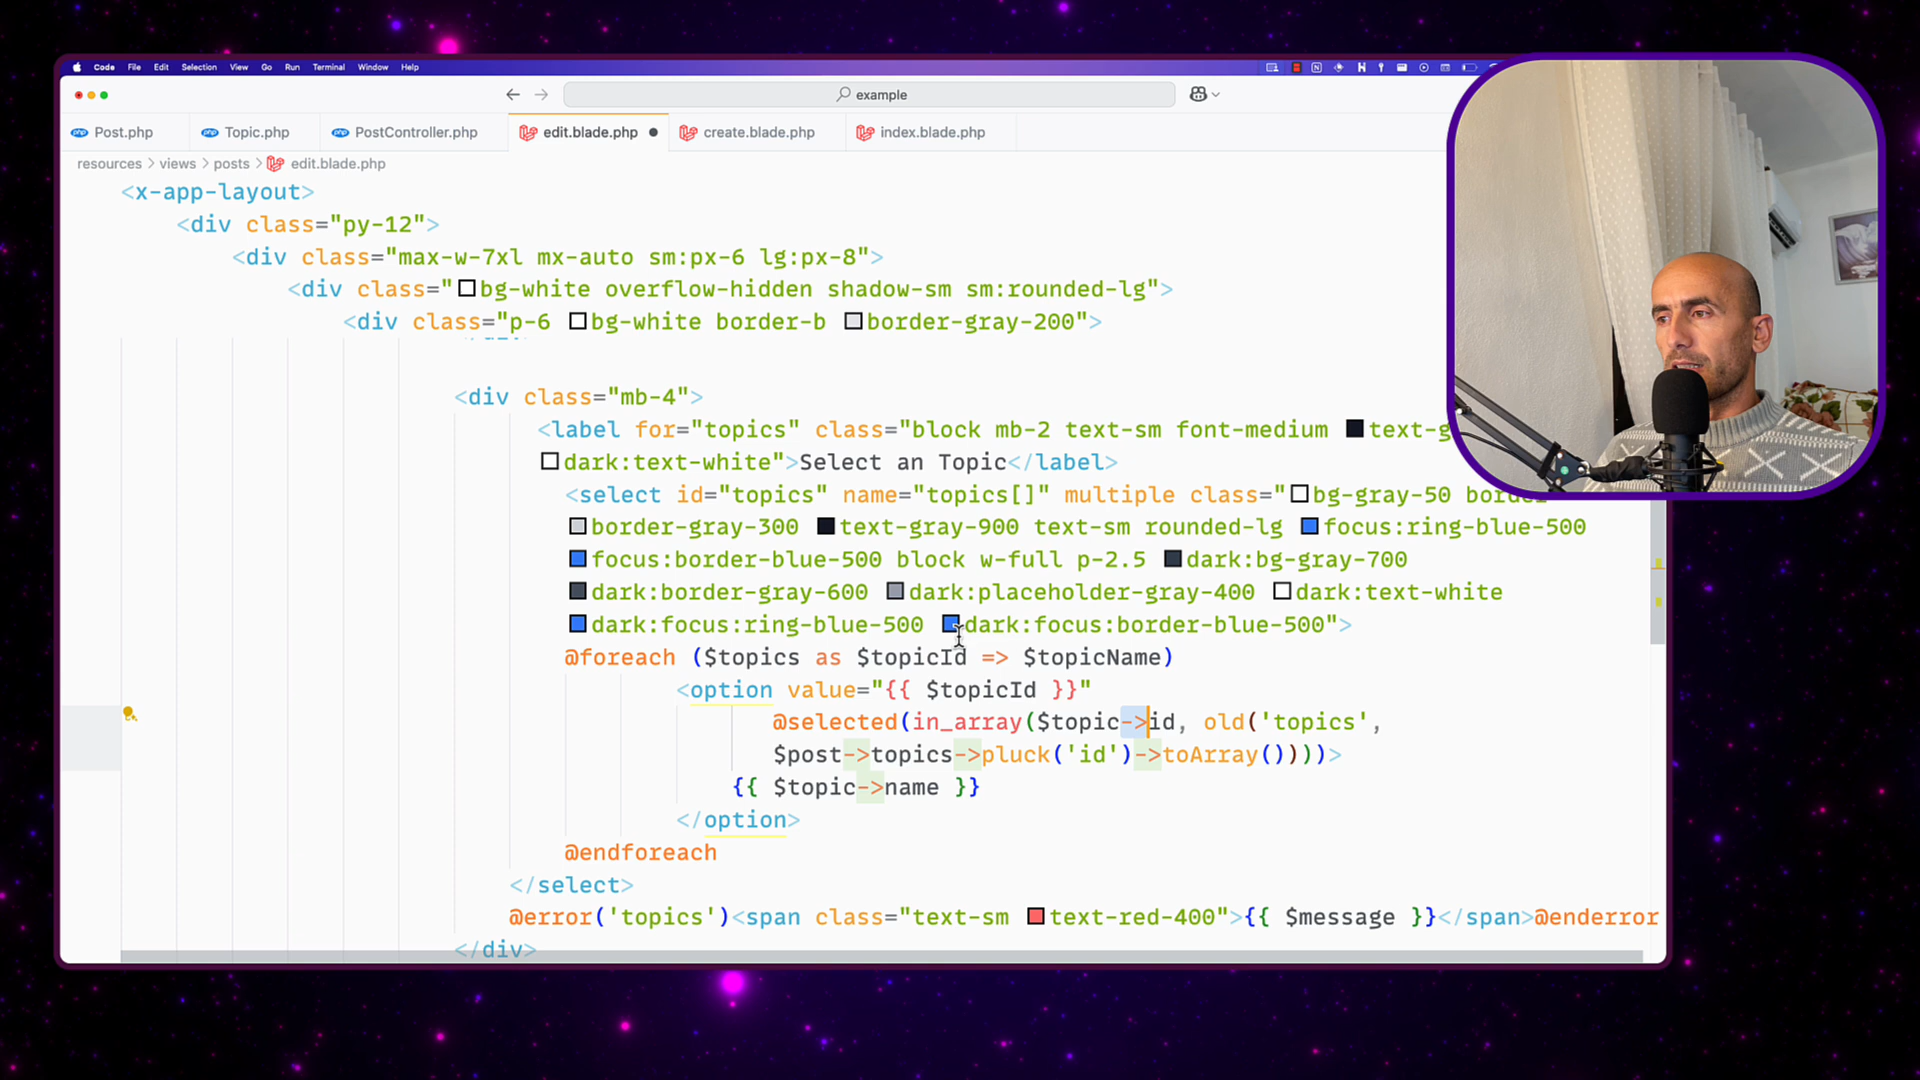 Code File Edit Selection View Go Run Terminal Window Help
example
Post.php Topic.php PostController.php edit.blade.php create.blade.php index.blade.php
resources > views > posts > edit.blade.php
<x-app-layout>
<div class="py-12">
<div class="max-w-7xl mx-auto sm:px-6 lg:px-8">
<div class="bg-white overflow-hidden shadow-sm sm:rounded-lg">
<div class="p-6 bg-white border-b border-gray-200">
</div>
<div class="mb-4">
<label for="topics" class="block mb-2 text-sm font-medium text-g
dark:text-white">Select an Topic</label>
<select id="topics" name="topics[]" multiple class="bg-gray-50 border
border-gray-300 text-gray-900 text-sm rounded-lg focus:ring-blue-500
focus:border-blue-500 block w-full p-2.5 dark:bg-gray-700
dark:border-gray-600 dark:placeholder-gray-400 dark:text-white
dark:focus:ring-blue-500 dark:focus:border-blue-500">
@foreach ($topics as $topicId => $topicName)
<option value="{{ $topicId }}"
@selected(in_array($topic->id, old('topics',
$post->topics->pluck('id')->toArray())))>
{{ $topic->name }}
</option>
@endforeach
</select>
@error('topics')<span class="text-sm text-red-400">{{ $message }}</span>@enderror
</div>